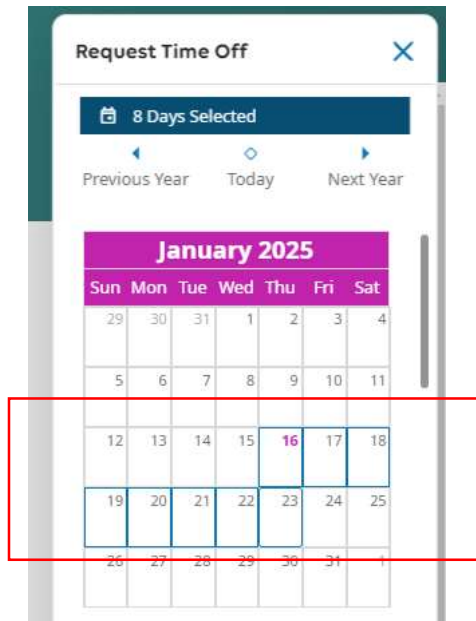 Request Time Off
8 Days Selected
Previous Year Today Next Year
January 2025
Sun Mon Tue Wed Thu Fri Sat
29 30 31 1 2 3 4
5 6 7 8 9 10 11
12 13 14 15 16 17 18
19 20 21 22 23 24 25
26 27 28 29 30 31 1